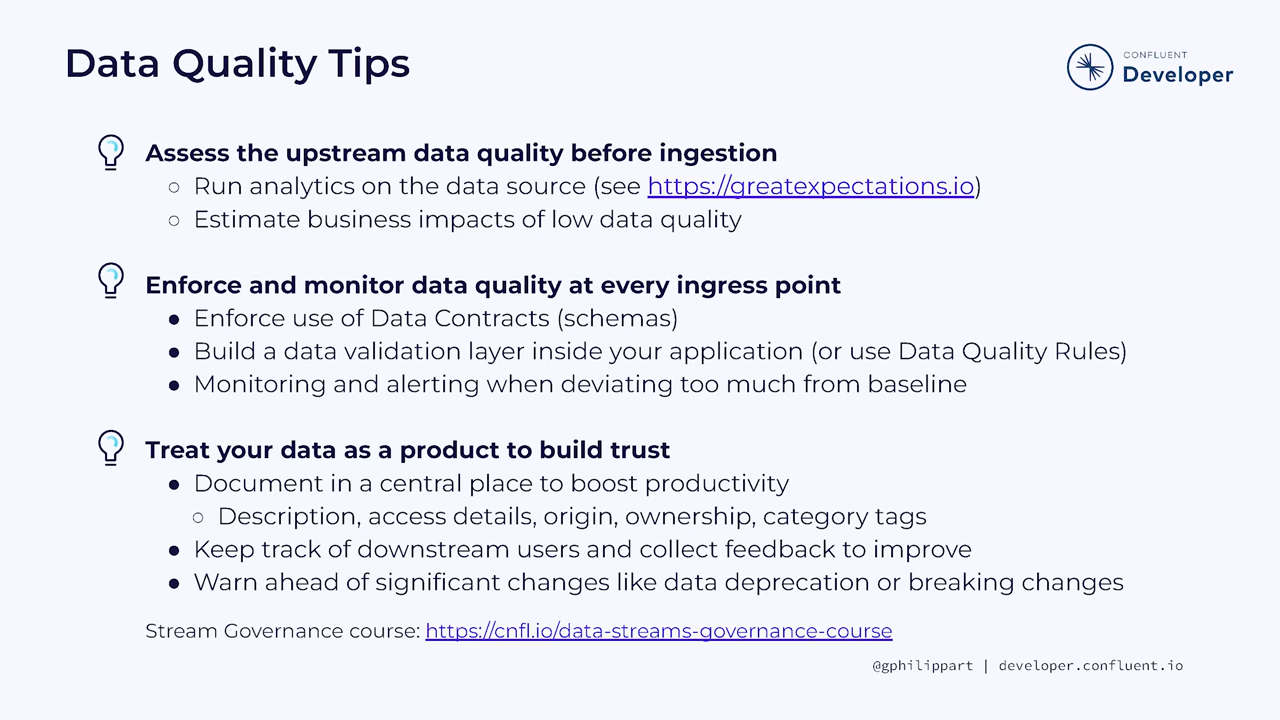 Data Quality Tips
CONFLUENT
Developer
Assess the upstream data quality before ingestion
○ Run analytics on the data source (see https://greatexpectations.io)
○ Estimate business impacts of low data quality
Enforce and monitor data quality at every ingress point
● Enforce use of Data Contracts (schemas)
● Build a data validation layer inside your application (or use Data Quality Rules)
● Monitoring and alerting when deviating too much from baseline
Treat your data as a product to build trust
● Document in a central place to boost productivity
○ Description, access details, origin, ownership, category tags
● Keep track of downstream users and collect feedback to improve
● Warn ahead of significant changes like data deprecation or breaking changes
Stream Governance course: https://cnfl.io/data-streams-governance-course
@gphilippart | developer.confluent.io